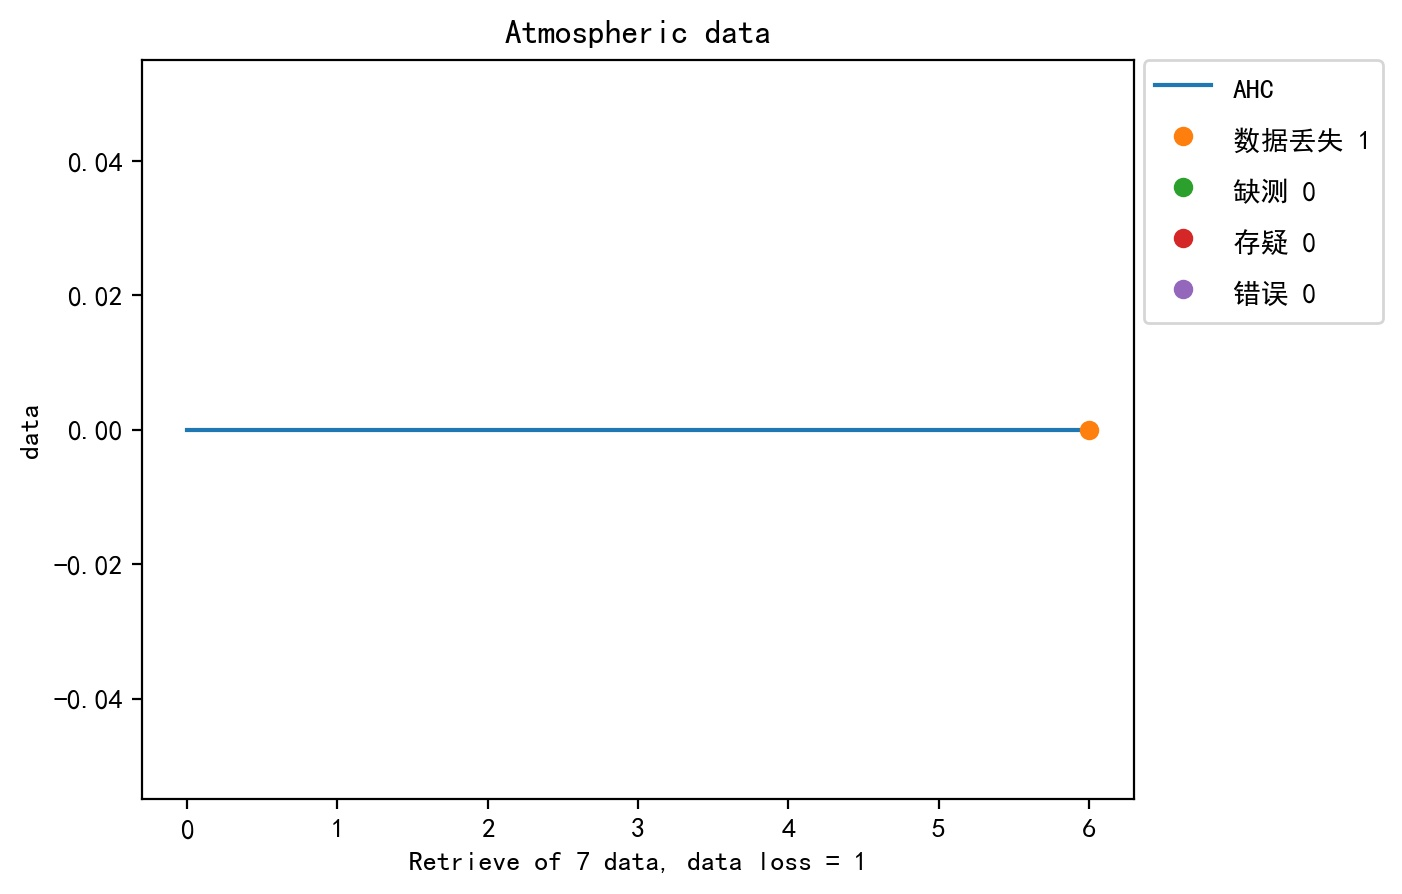 Atmospheric data
AHC
数据丢失 1
缺测 0
存疑 0
错误 0
0.04
0.02
0.00
−0.02
−0.04
data
0 1 2 3 4 5 6
Retrieve of 7 data, data loss = 1